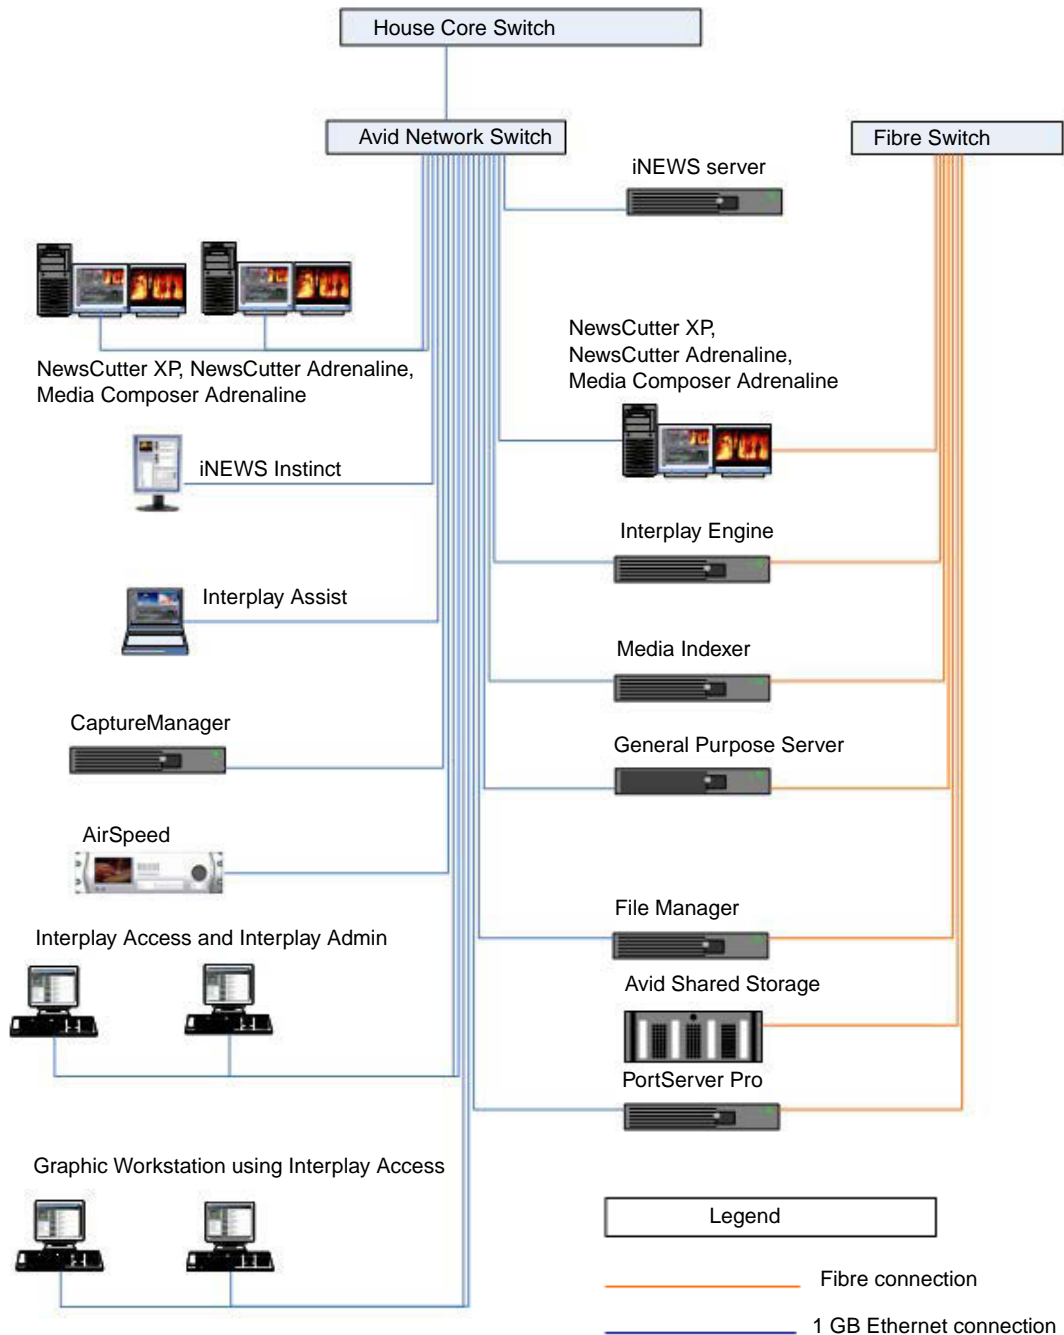 House Core Switch
Avid Network Switch
Fibre Switch
iNEWS server
NewsCutter XP, NewsCutter Adrenaline,
Media Composer Adrenaline
NewsCutter XP,
NewsCutter Adrenaline,
Media Composer Adrenaline
iNEWS Instinct
Interplay Engine
Interplay Assist
Media Indexer
CaptureManager
General Purpose Server
AirSpeed
File Manager
Interplay Access and Interplay Admin
Avid Shared Storage
PortServer Pro
Graphic Workstation using Interplay Access
Legend
Fibre connection
1 GB Ethernet connection